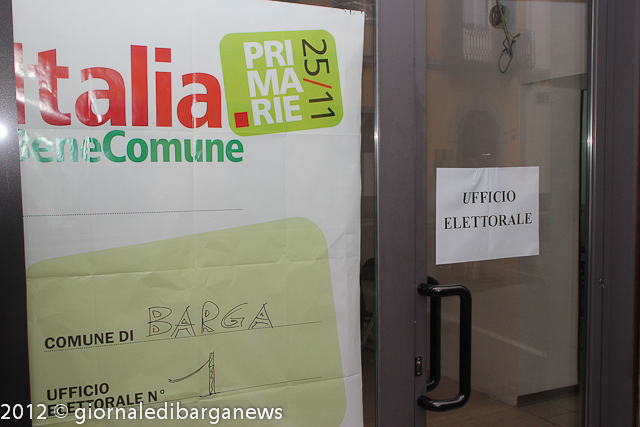 Italia.
BeneComune
PRI
MA
RIE
25/11
COMUNE DI BARGA
UFFICIO
ELETTORALE N° 1
UFFICIO
ELETTORALE
2012 © giornaledibarganews